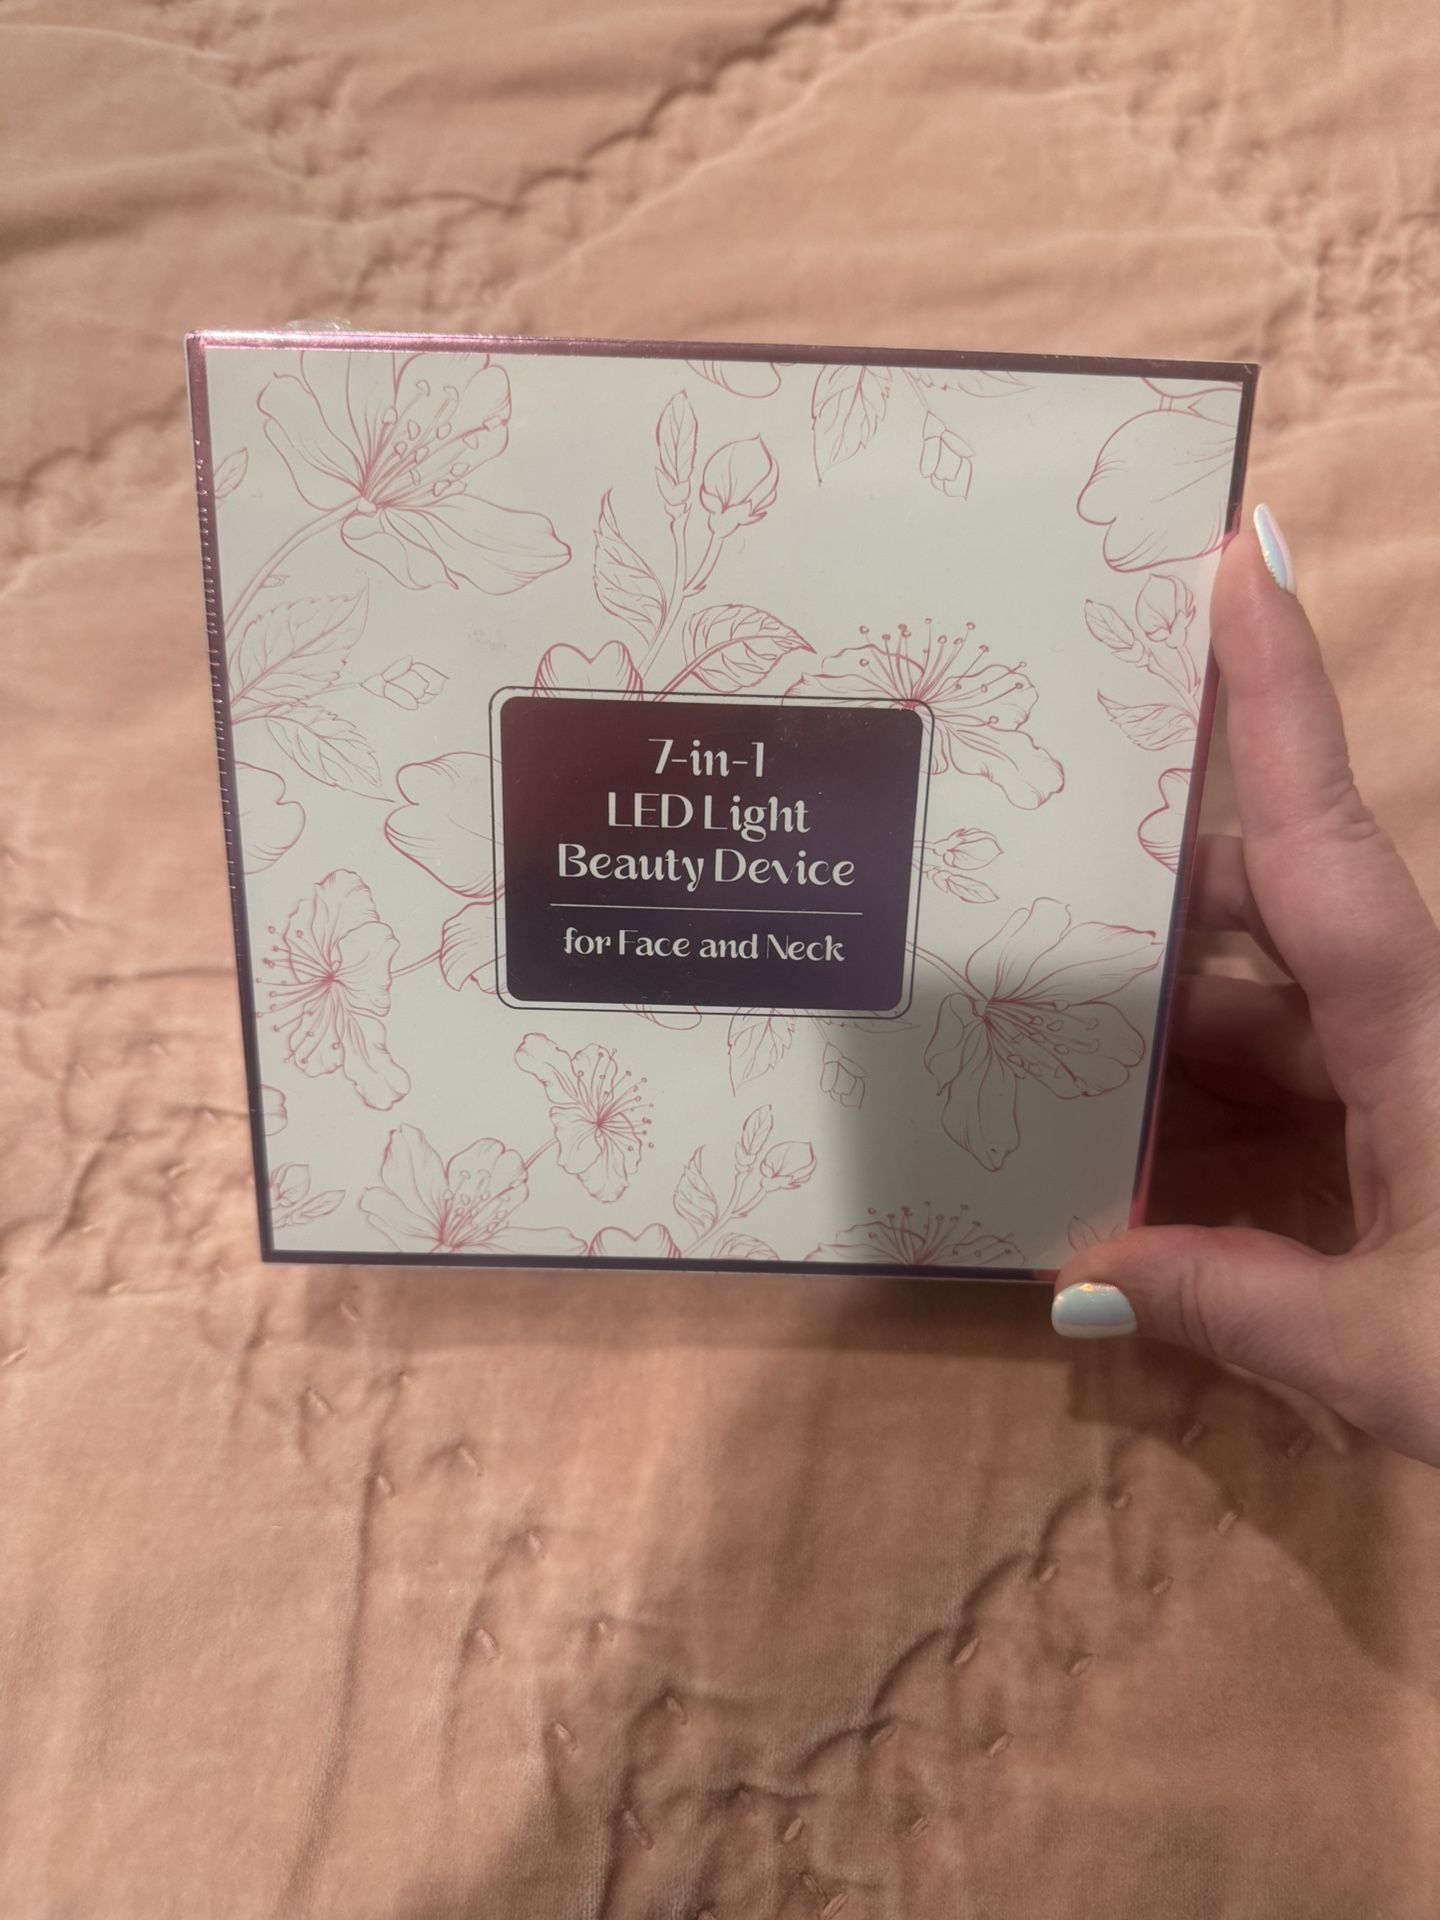 7-in-1
LED Light
Beauty Device
for Face and Neck